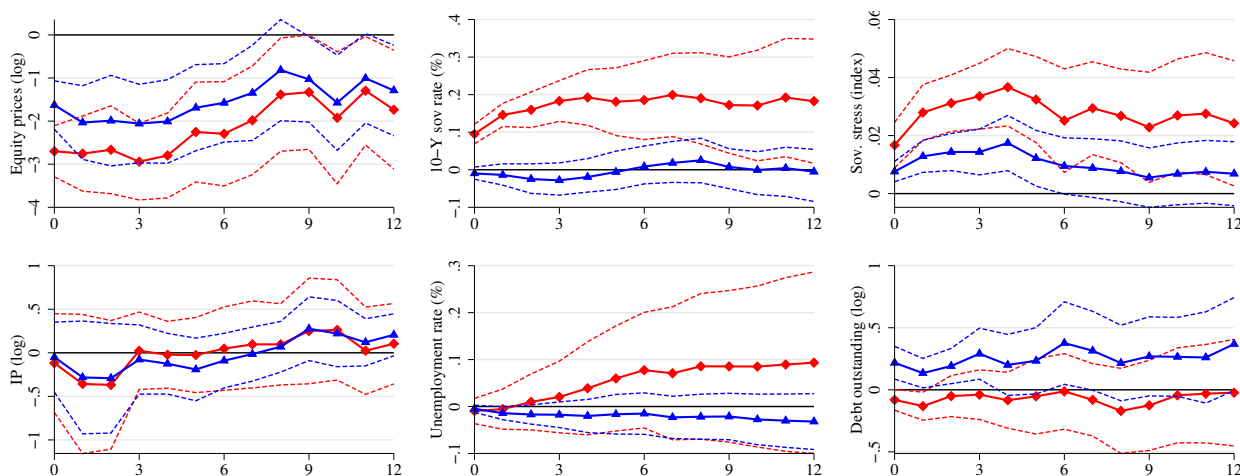 Equity prices (log)
0
−1
−2
−3
−4
0 3 6 9 12
10−Y sov rate (%)
.4
.3
.2
.1
0
−.1
0 3 6 9 12
Sov. stress (index)
.06
.04
.02
0
0 3 6 9 12
IP (log)
1
.5
0
−.5
−1
0 3 6 9 12
Unemployment rate (%)
.3
.2
.1
0
−.1
0 3 6 9 12
Debt outstanding (log)
1
.5
0
−.5
0 3 6 9 12